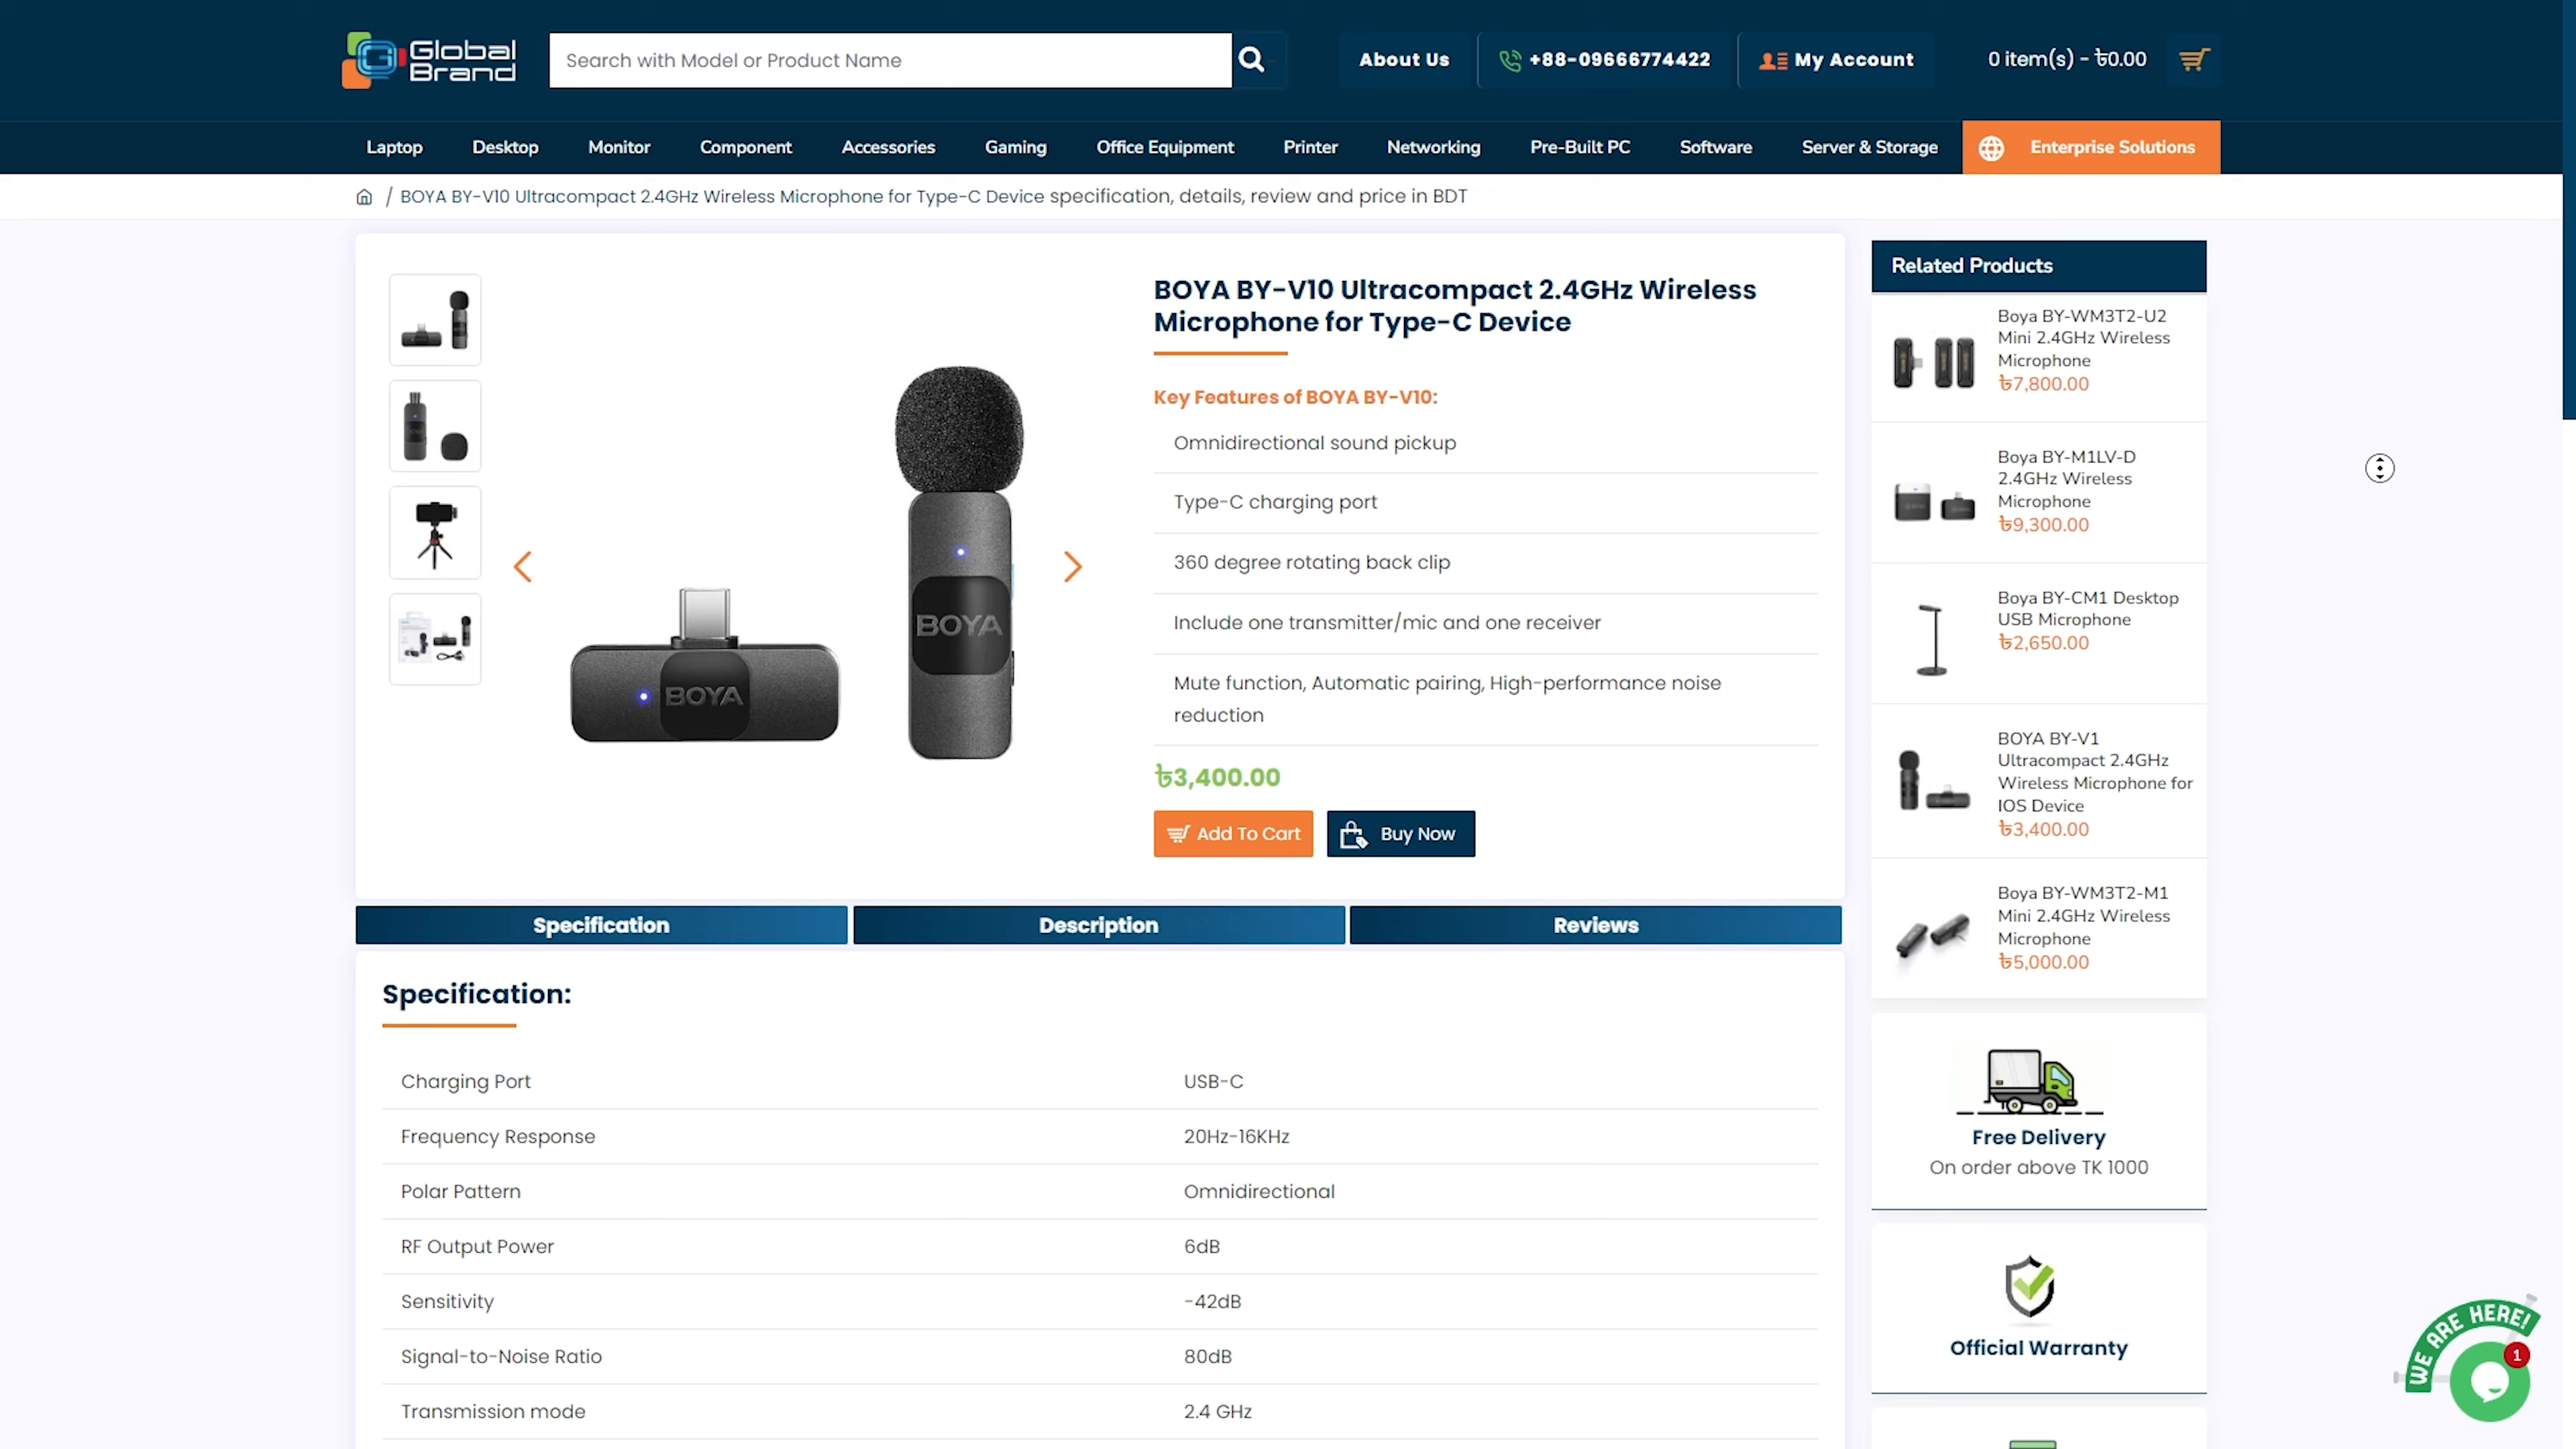 Global
Brand
Search with Model or Product Name
About Us
+88-09666774422
My Account
0 item(s) - ৳0.00
Laptop
Desktop
Monitor
Component
Accessories
Gaming
Office Equipment
Printer
Networking
Pre-Built PC
Software
Server & Storage
Enterprise Solutions
/ BOYA BY-V10 Ultracompact 2.4GHz Wireless Microphone for Type-C Device specification, details, review and price in BDT
BOYA
BOYA
BOYA BY-V10 Ultracompact 2.4GHz Wireless
Microphone for Type-C Device
Key Features of BOYA BY-V10:
Omnidirectional sound pickup
Type-C charging port
360 degree rotating back clip
Include one transmitter/mic and one receiver
Mute function, Automatic pairing, High-performance noise
reduction
৳3,400.00
Add To Cart
Buy Now
Specification
Description
Reviews
Specification:
Charging Port USB-C
Frequency Response 20Hz-16KHz
Polar Pattern Omnidirectional
RF Output Power 6dB
Sensitivity -42dB
Signal-to-Noise Ratio 80dB
Transmission mode 2.4 GHz
Related Products
Boya BY-WM3T2-U2
Mini 2.4GHz Wireless
Microphone
৳7,800.00
Boya BY-M1LV-D
2.4GHz Wireless
Microphone
৳9,300.00
Boya BY-CM1 Desktop
USB Microphone
৳2,650.00
BOYA BY-V1
Ultracompact 2.4GHz
Wireless Microphone for
IOS Device
৳3,400.00
Boya BY-WM3T2-M1
Mini 2.4GHz Wireless
Microphone
৳5,000.00
Free Delivery
On order above TK 1000
Official Warranty
WE ARE HERE!
1